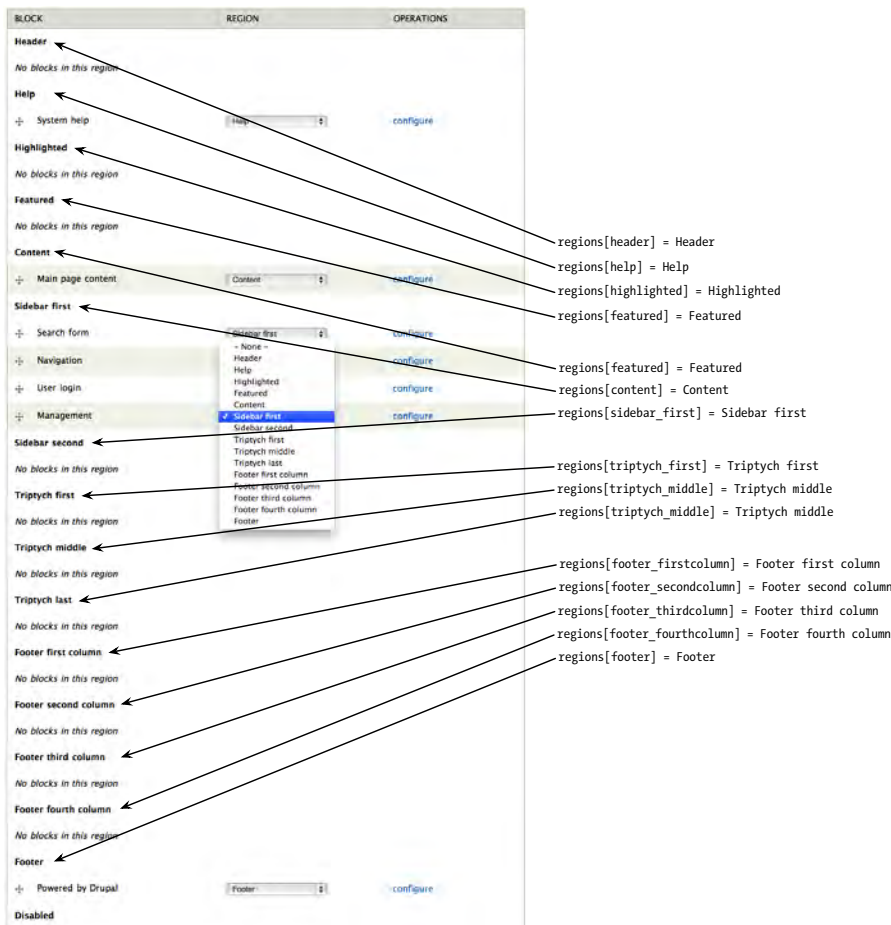 BLOCK REGION OPERATIONS
Header
No blocks in this region
Help
System help Help configure
Highlighted
No blocks in this region
Featured
No blocks in this region
Content
Main page content Content configure
Sidebar first
Search form Sidebar first configure
- None -
Header
Navigation configure
Help
Highlighted
User login configure
Featured
Content
Management configure
✓ Sidebar first
Sidebar second
Triptych first
Triptych middle
Triptych last
Footer first column
Footer second column
Footer third column
Footer fourth column
Footer
Sidebar second
No blocks in this region
Triptych first
No blocks in this region
Triptych middle
No blocks in this region
Triptych last
No blocks in this region
Footer first column
No blocks in this region
Footer second column
No blocks in this region
Footer third column
No blocks in this region
Footer fourth column
No blocks in this region
Footer
Powered by Drupal Footer configure
Disabled
regions[header] = Header
regions[help] = Help
regions[highlighted] = Highlighted
regions[featured] = Featured
regions[featured] = Featured
regions[content] = Content
regions[sidebar_first] = Sidebar first
regions[triptych_first] = Triptych first
regions[triptych_middle] = Triptych middle
regions[triptych_middle] = Triptych middle
regions[footer_firstcolumn] = Footer first column
regions[footer_secondcolumn] = Footer second column
regions[footer_thirdcolumn] = Footer third column
regions[footer_fourthcolumn] = Footer fourth column
regions[footer] = Footer